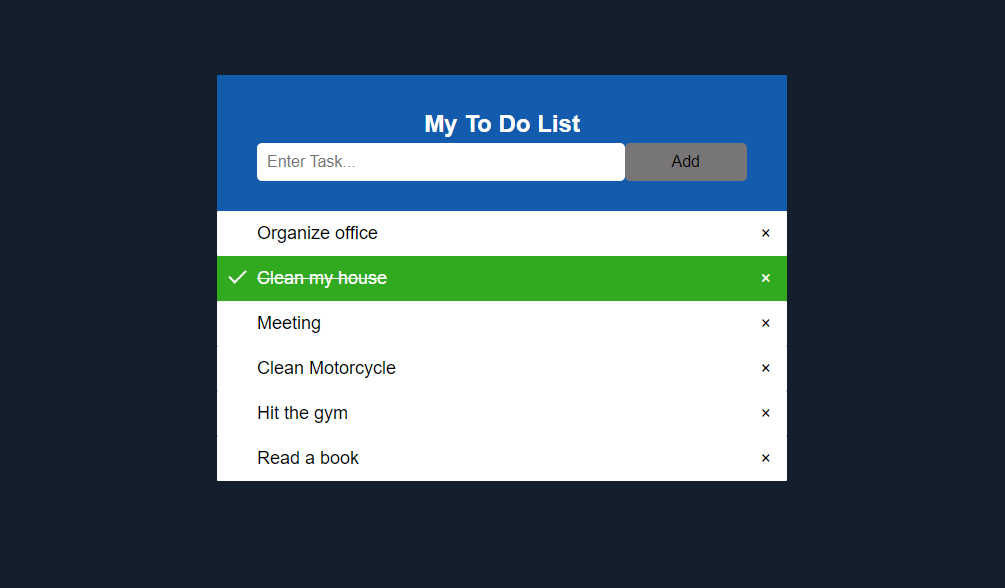 My To Do List
Enter Task...
Add
Organize office ×
Clean my house ×
Meeting ×
Clean Motorcycle ×
Hit the gym ×
Read a book ×